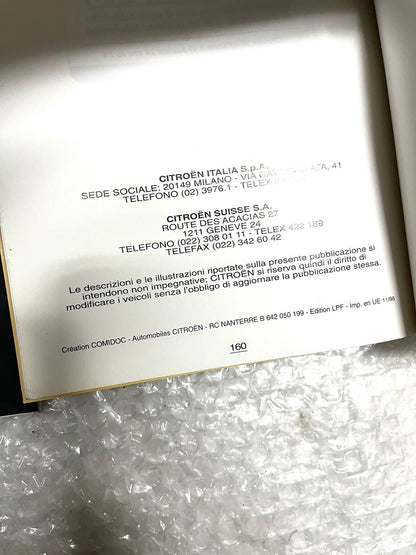 CITROËN ITALIA S.p.A.
SEDE SOCIALE: 20149 MILANO - VIA 41
TELEFONO (02) 3976.1 - TELEX
CITROËN SUISSE S.A.
ROUTE DES ACACIAS 27
1211 GENEVE 24
TELEFONO (022) 308 01 11 - TELEX 422 189
TELEFAX (022) 342 60 42
Le descrizioni e le illustrazioni riportate sulla presente pubblicazione si
intendono non impegnative; CITROËN si riserva quindi il diritto di
modificare i veicoli senza l'obbligo di aggiornare la pubblicazione stessa.
Création COMIDOC - Automobiles CITROËN - RC NANTERRE B 642 050 199 - Edition LPF - Imp. en UE 11/96
160